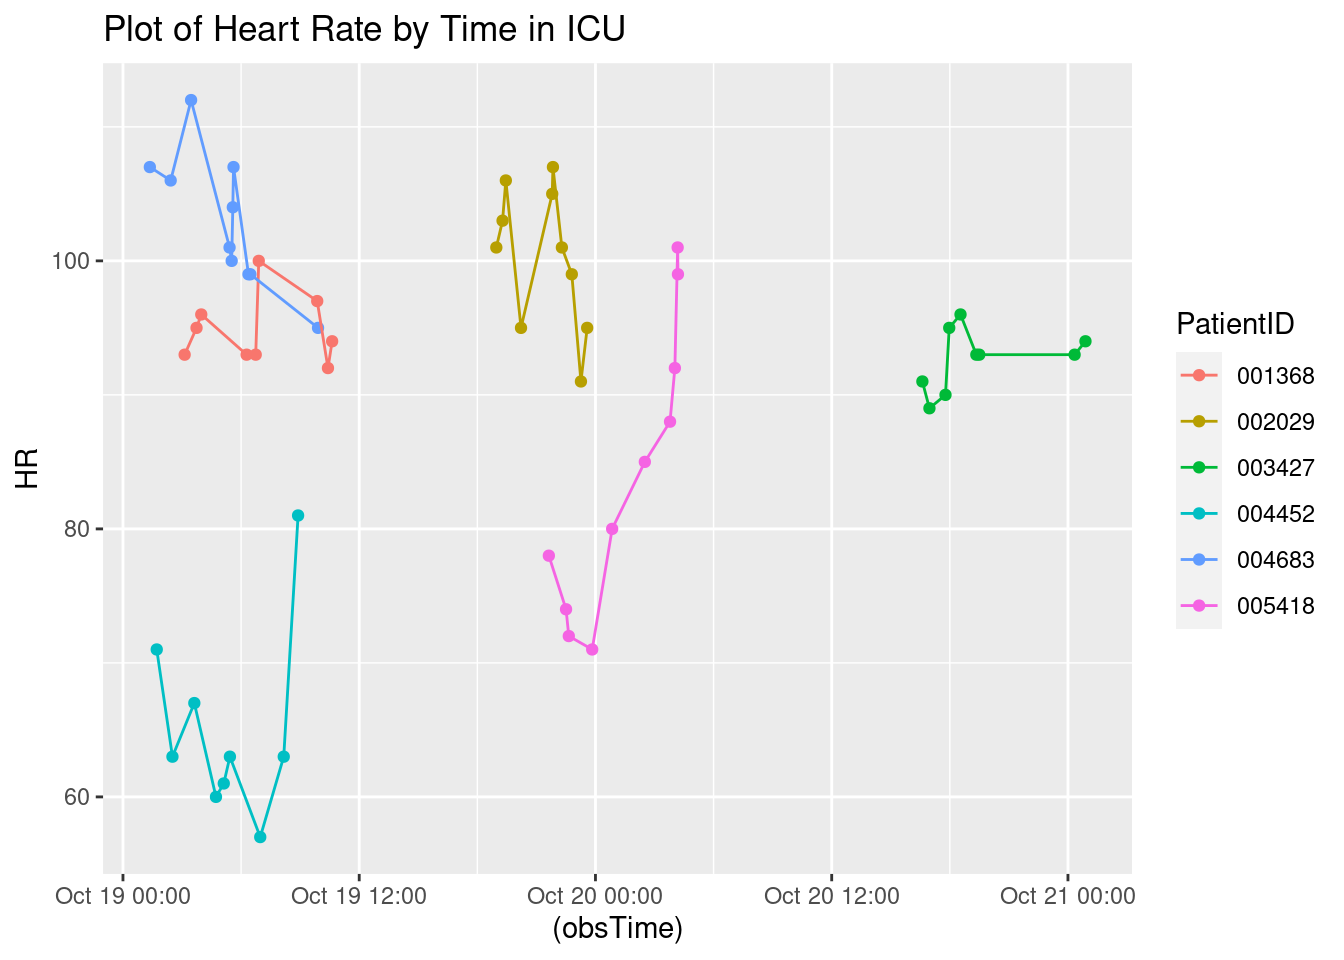 Plot of Heart Rate by Time in ICU
HR
100
80
60
Oct 19 00:00
Oct 19 12:00
Oct 20 00:00
Oct 20 12:00
Oct 21 00:00
(obsTime)
PatientID
001368
002029
003427
004452
004683
005418